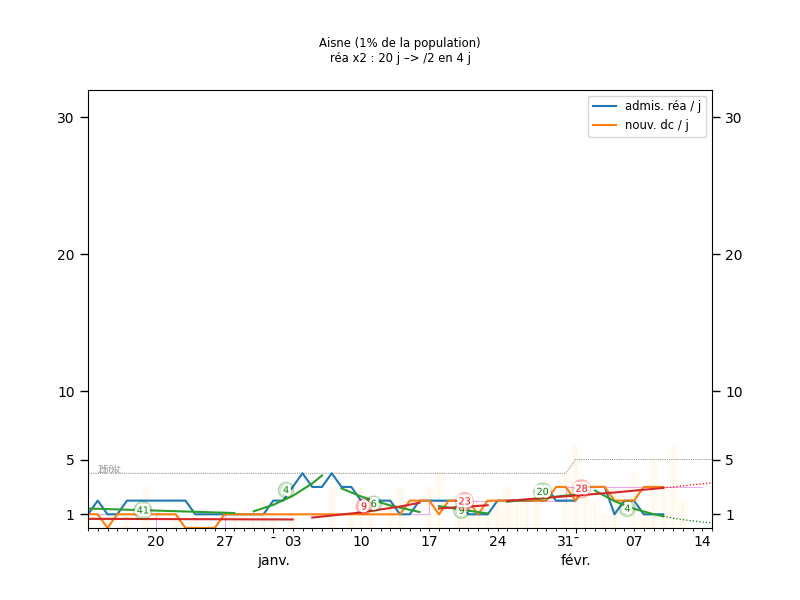 Aisne (1% de la population)
réa x2 : 20 j –> /2 en 4 j
admis. réa / j
nouv. dc / j
30 30
20 20
10 10
5 5
1 1
41 4 9 6 23 9 20 28 4
20 27 - 03 10 17 24 31- 07 14
janv. févr.